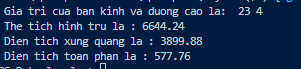 Gia tri cua ban kinh va duong cao la:  23 4
The tich hinh tru la : 6644.24
Dien tich xung quang la : 3899.88
Dien tich toan phan la : 577.76